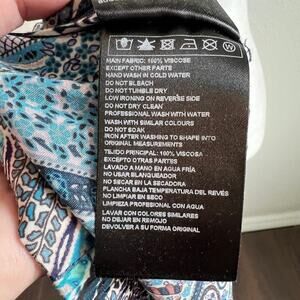 MAIN FABRIC: 100% VISCOSE
EXCEPT OTHER PARTS
HAND WASH IN COLD WATER
DO NOT BLEACH
DO NOT TUMBLE DRY
LOW IRONING ON REVERSE SIDE
DO NOT DRY CLEAN
PROFESSIONAL WASH WITH WATER
WASH WITH SIMILAR COLOURS
DO NOT SOAK
IRON AFTER WASHING TO SHAPE INTO
ORIGINAL MEASUREMENTS
TEJIDO PRINCIPAL: 100% VISCOSA
EXCEPTO OTRAS PARTES
LAVADO A MANO EN AGUA FRÍA
NO USAR BLANQUEADOR
NO SECAR EN LA SECADORA
PLANCHA BAJA TEMPERATURA DEL REVÉS
NO LIMPIO EN SECO
LIMPIEZA PROFESIONAL CON AGUA
LAVAR CON COLORES SIMILARES
NO DEJAR EN REMOJO
DEVOLVER A SU FORMA ORIGINAL